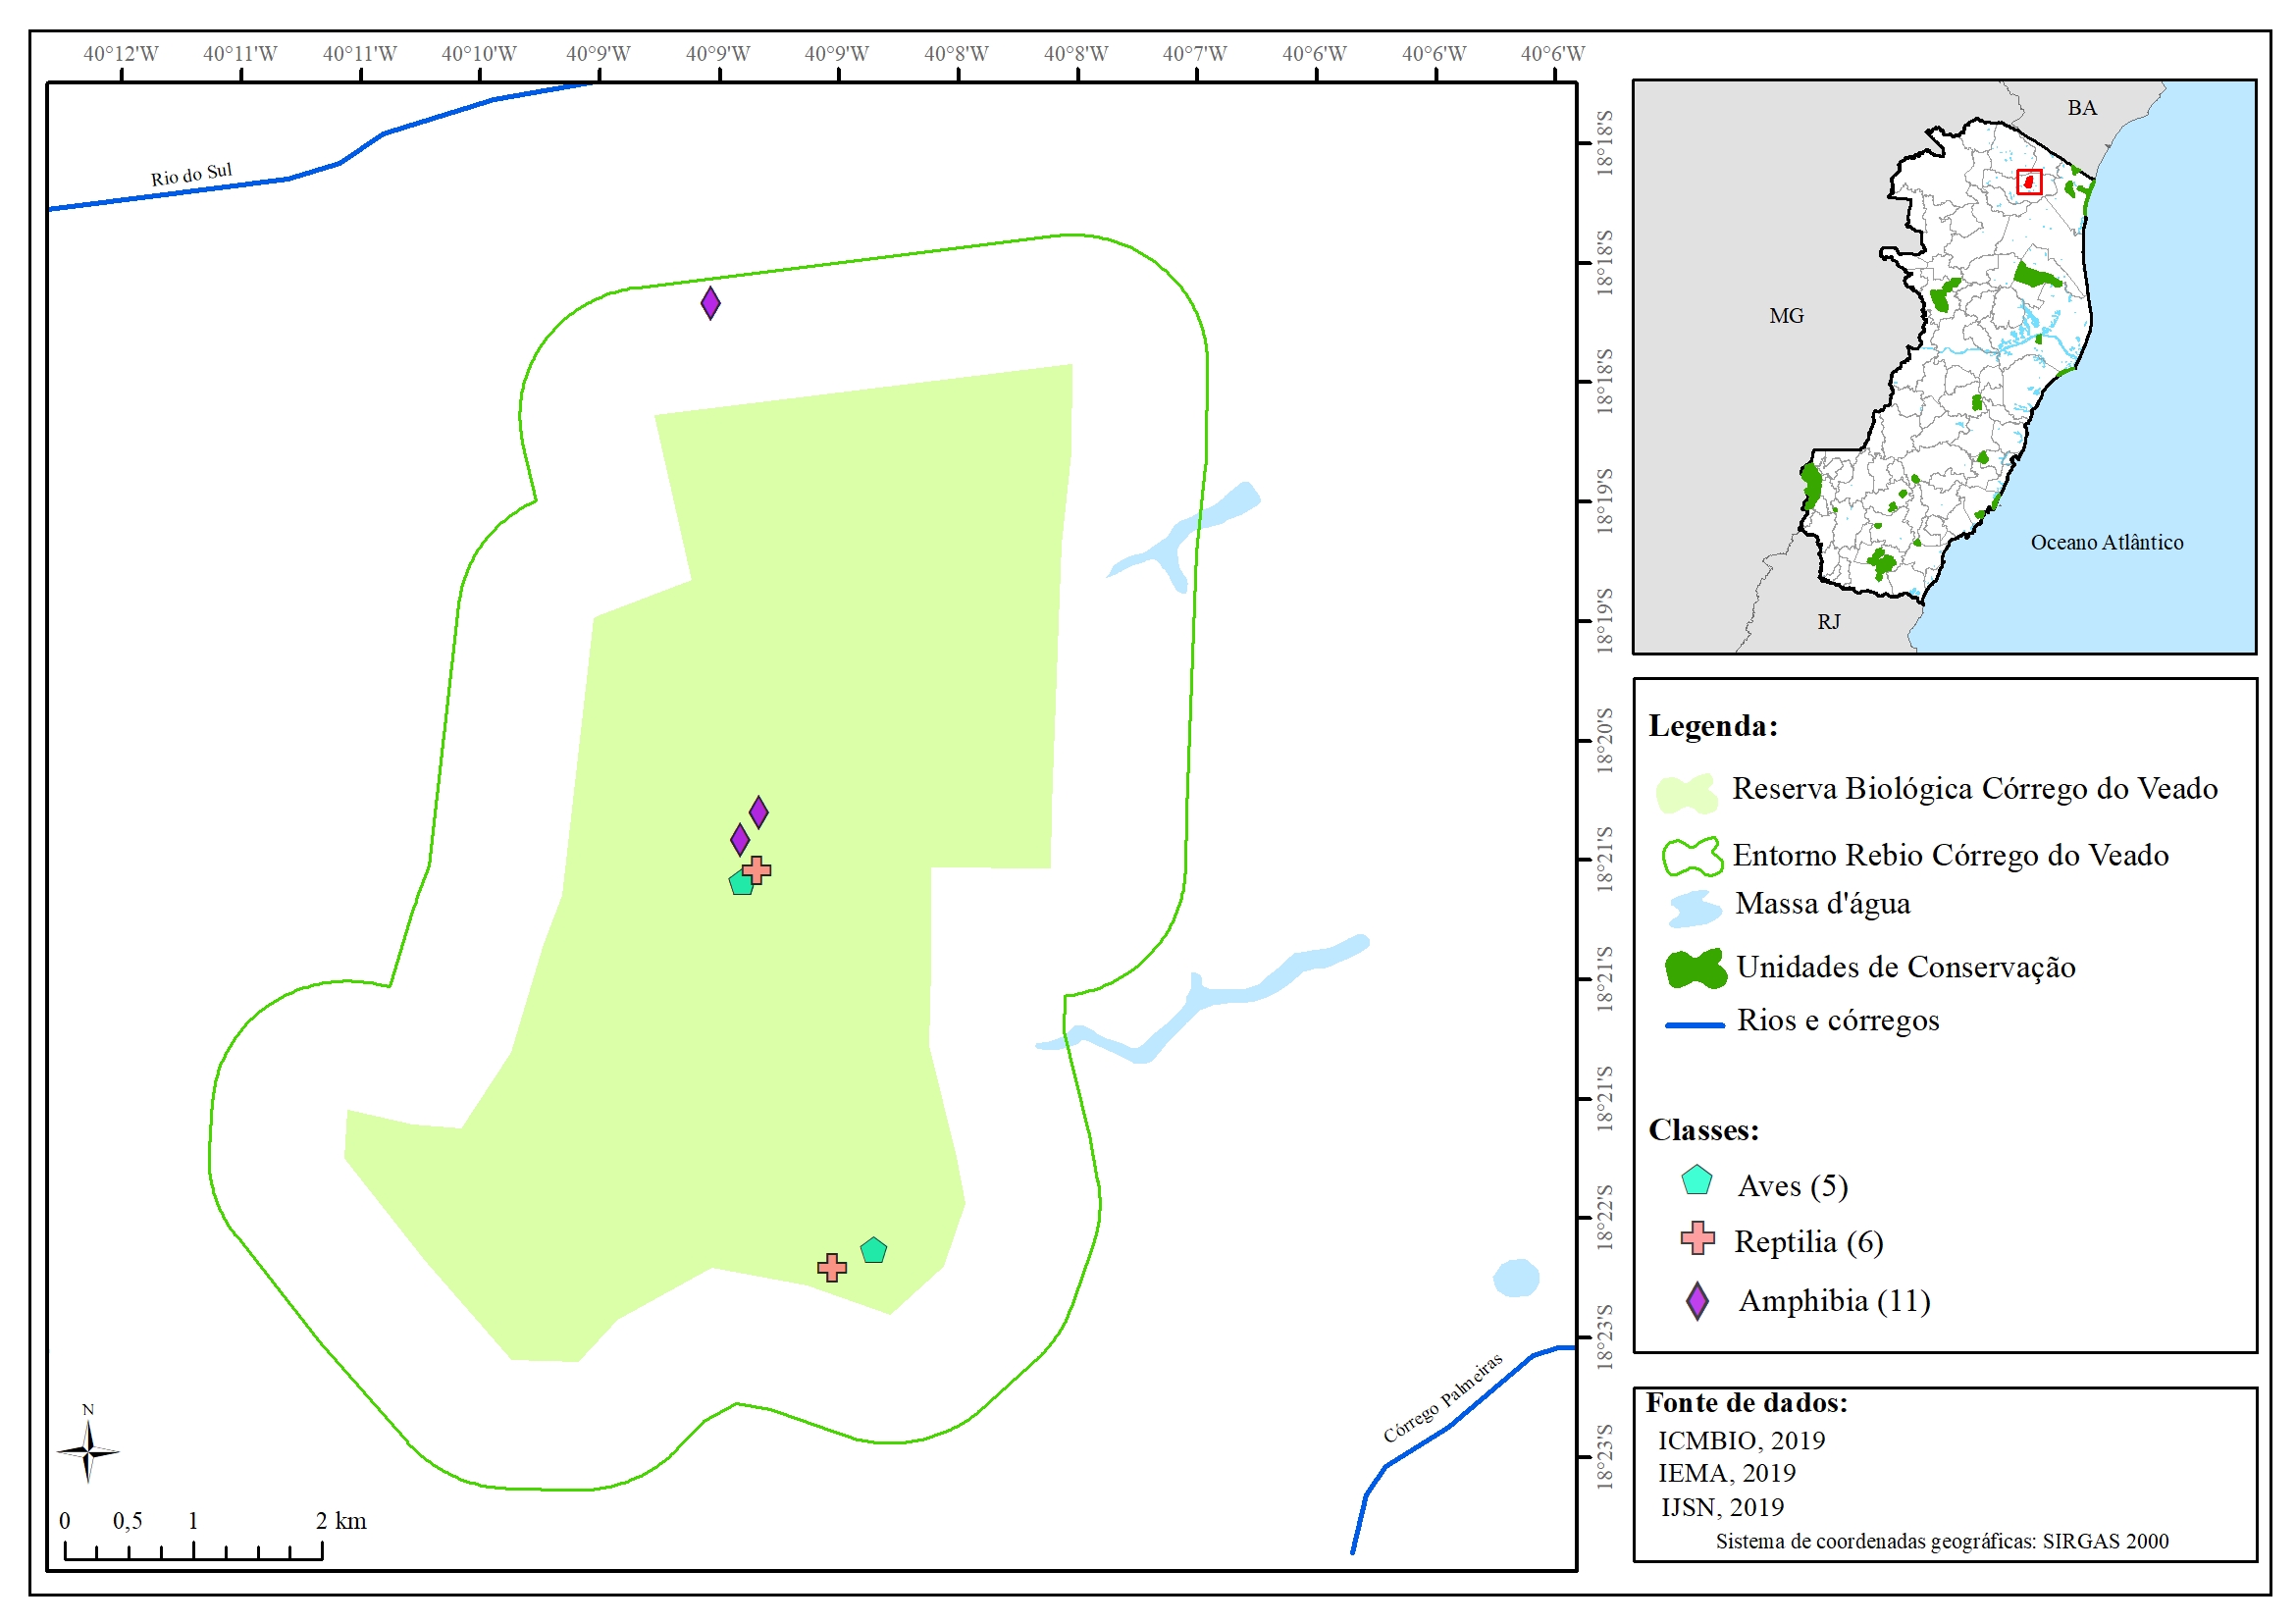 40°12'W 40°11'W 40°11'W 40°10'W 40°9'W 40°9'W 40°9'W 40°8'W 40°8'W 40°7'W 40°6'W 40°6'W 40°6'W
18°18'S
18°18'S
18°18'S
18°19'S
18°19'S
18°20'S
18°21'S
18°21'S
18°21'S
18°22'S
18°23'S
18°23'S
Rio do Sul
Córrego Palmeiras
N
0 0,5 1 2 km
BA
MG
Oceano Atlântico
RJ
Legenda:
Reserva Biológica Córrego do Veado
Entorno Rebio Córrego do Veado
Massa d'água
Unidades de Conservação
Rios e córregos
Classes:
Aves (5)
Reptilia (6)
Amphibia (11)
Fonte de dados:
ICMBIO, 2019
IEMA, 2019
IJSN, 2019
Sistema de coordenadas geográficas: SIRGAS 2000